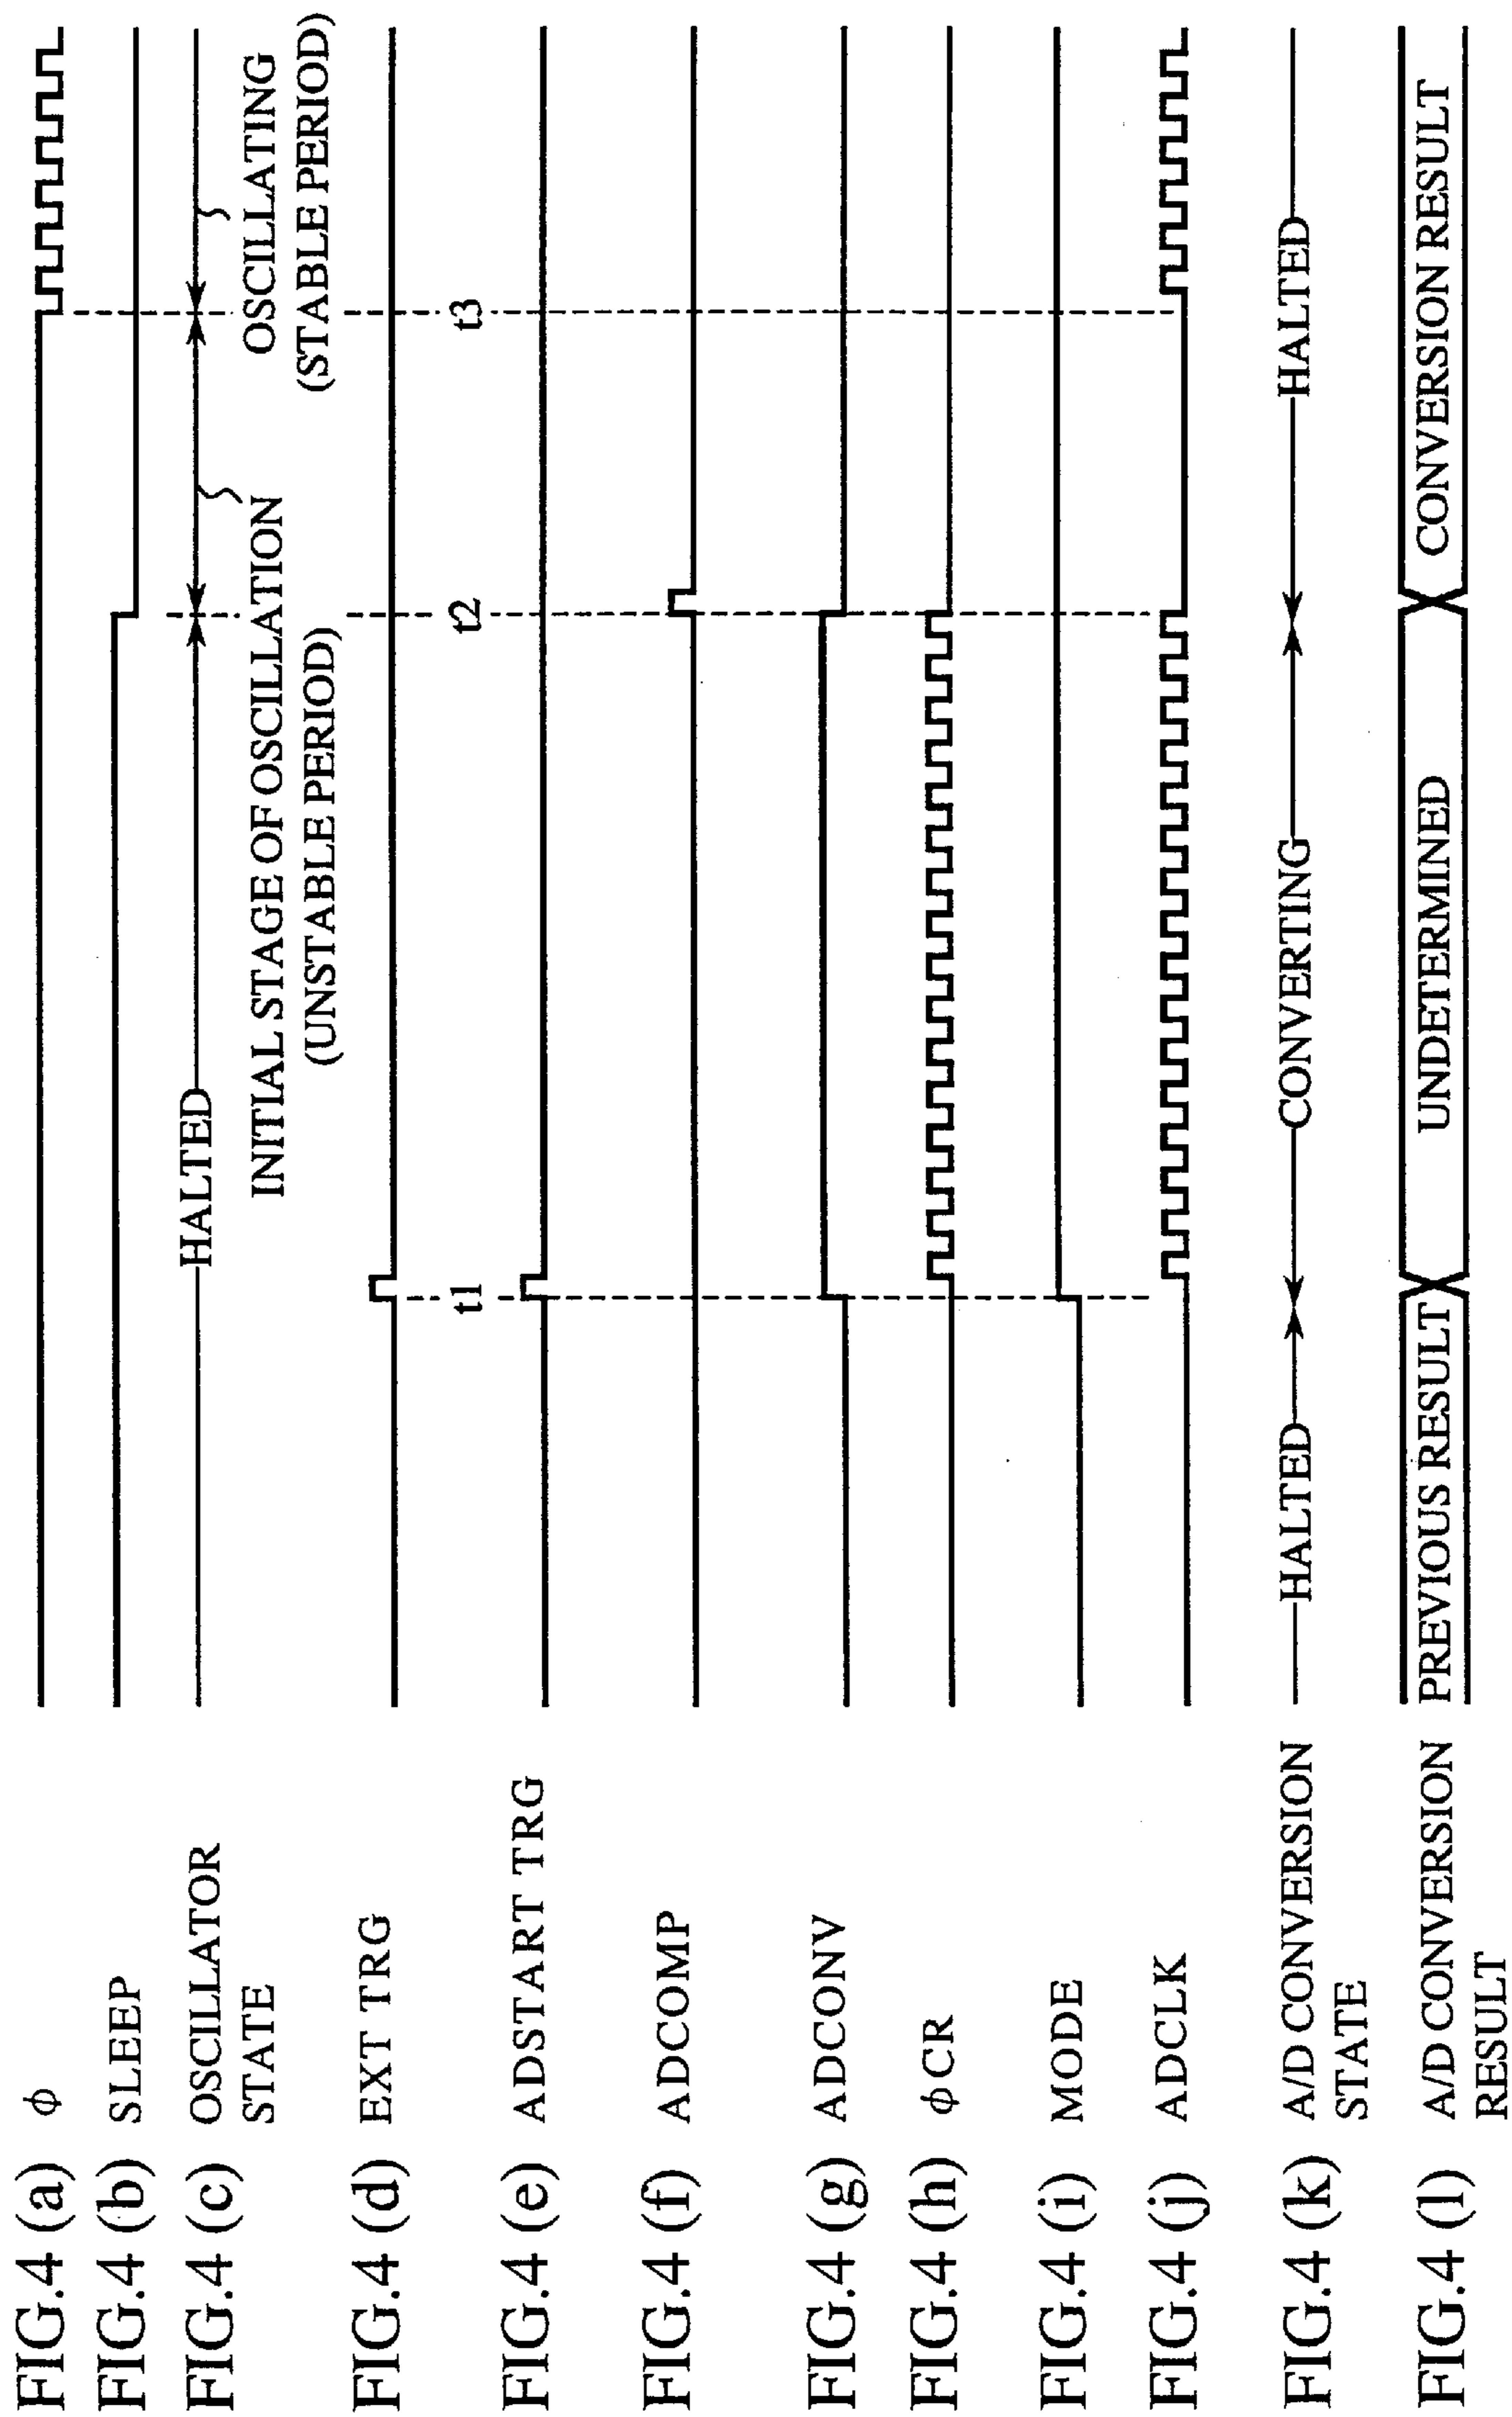 FIG.4 (a) ϕ
FIG.4 (b) SLEEP
FIG.4 (c) OSCILLATOR
STATE
HALTED
INITIAL STAGE OF OSCILLATION
(UNSTABLE PERIOD)
OSCILLATING
(STABLE PERIOD)
FIG.4 (d) EXT TRG
t1
t2
t3
FIG.4 (e) ADSTART TRG
FIG.4 (f) ADCOMP
FIG.4 (g) ADCONV
FIG.4 (h) ϕCR
FIG.4 (i) MODE
FIG.4 (j) ADCLK
FIG.4 (k) A/D CONVERSION
STATE
HALTED
CONVERTING
HALTED
FIG.4 (l) A/D CONVERSION
RESULT
PREVIOUS RESULT
UNDETERMINED
CONVERSION RESULT